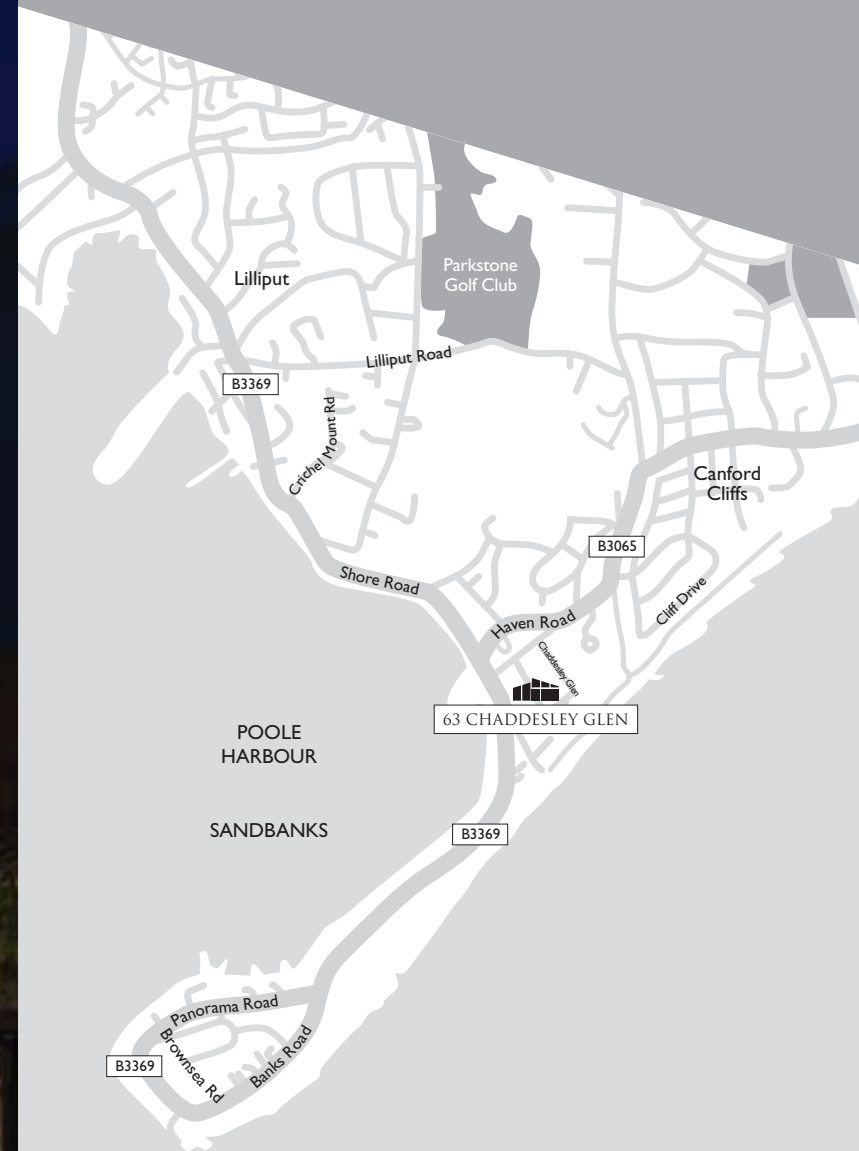 Lilliput
Parkstone
Golf Club
Lilliput Road
B3369
Crichel Mount Rd
Canford
Cliffs
B3065
Shore Road
Cliff Drive
Haven Road
Chaddesley Glen
63 CHADDESLEY GLEN
POOLE
HARBOUR
SANDBANKS
B3369
Panorama Road
Brownsea Rd
Banks Road
B3369